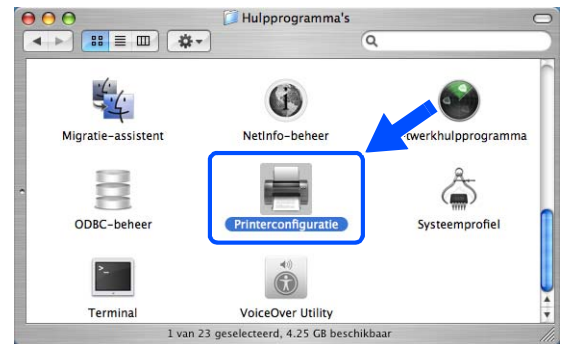 Hulpprogramma's
Migratie-assistent
NetInfo-beheer
twerkhulpprogramma
ODBC-beheer
Printerconfiguratie
Systeemprofiel
Terminal
VoiceOver Utility
1 van 23 geselecteerd, 4.25 GB beschikbaar